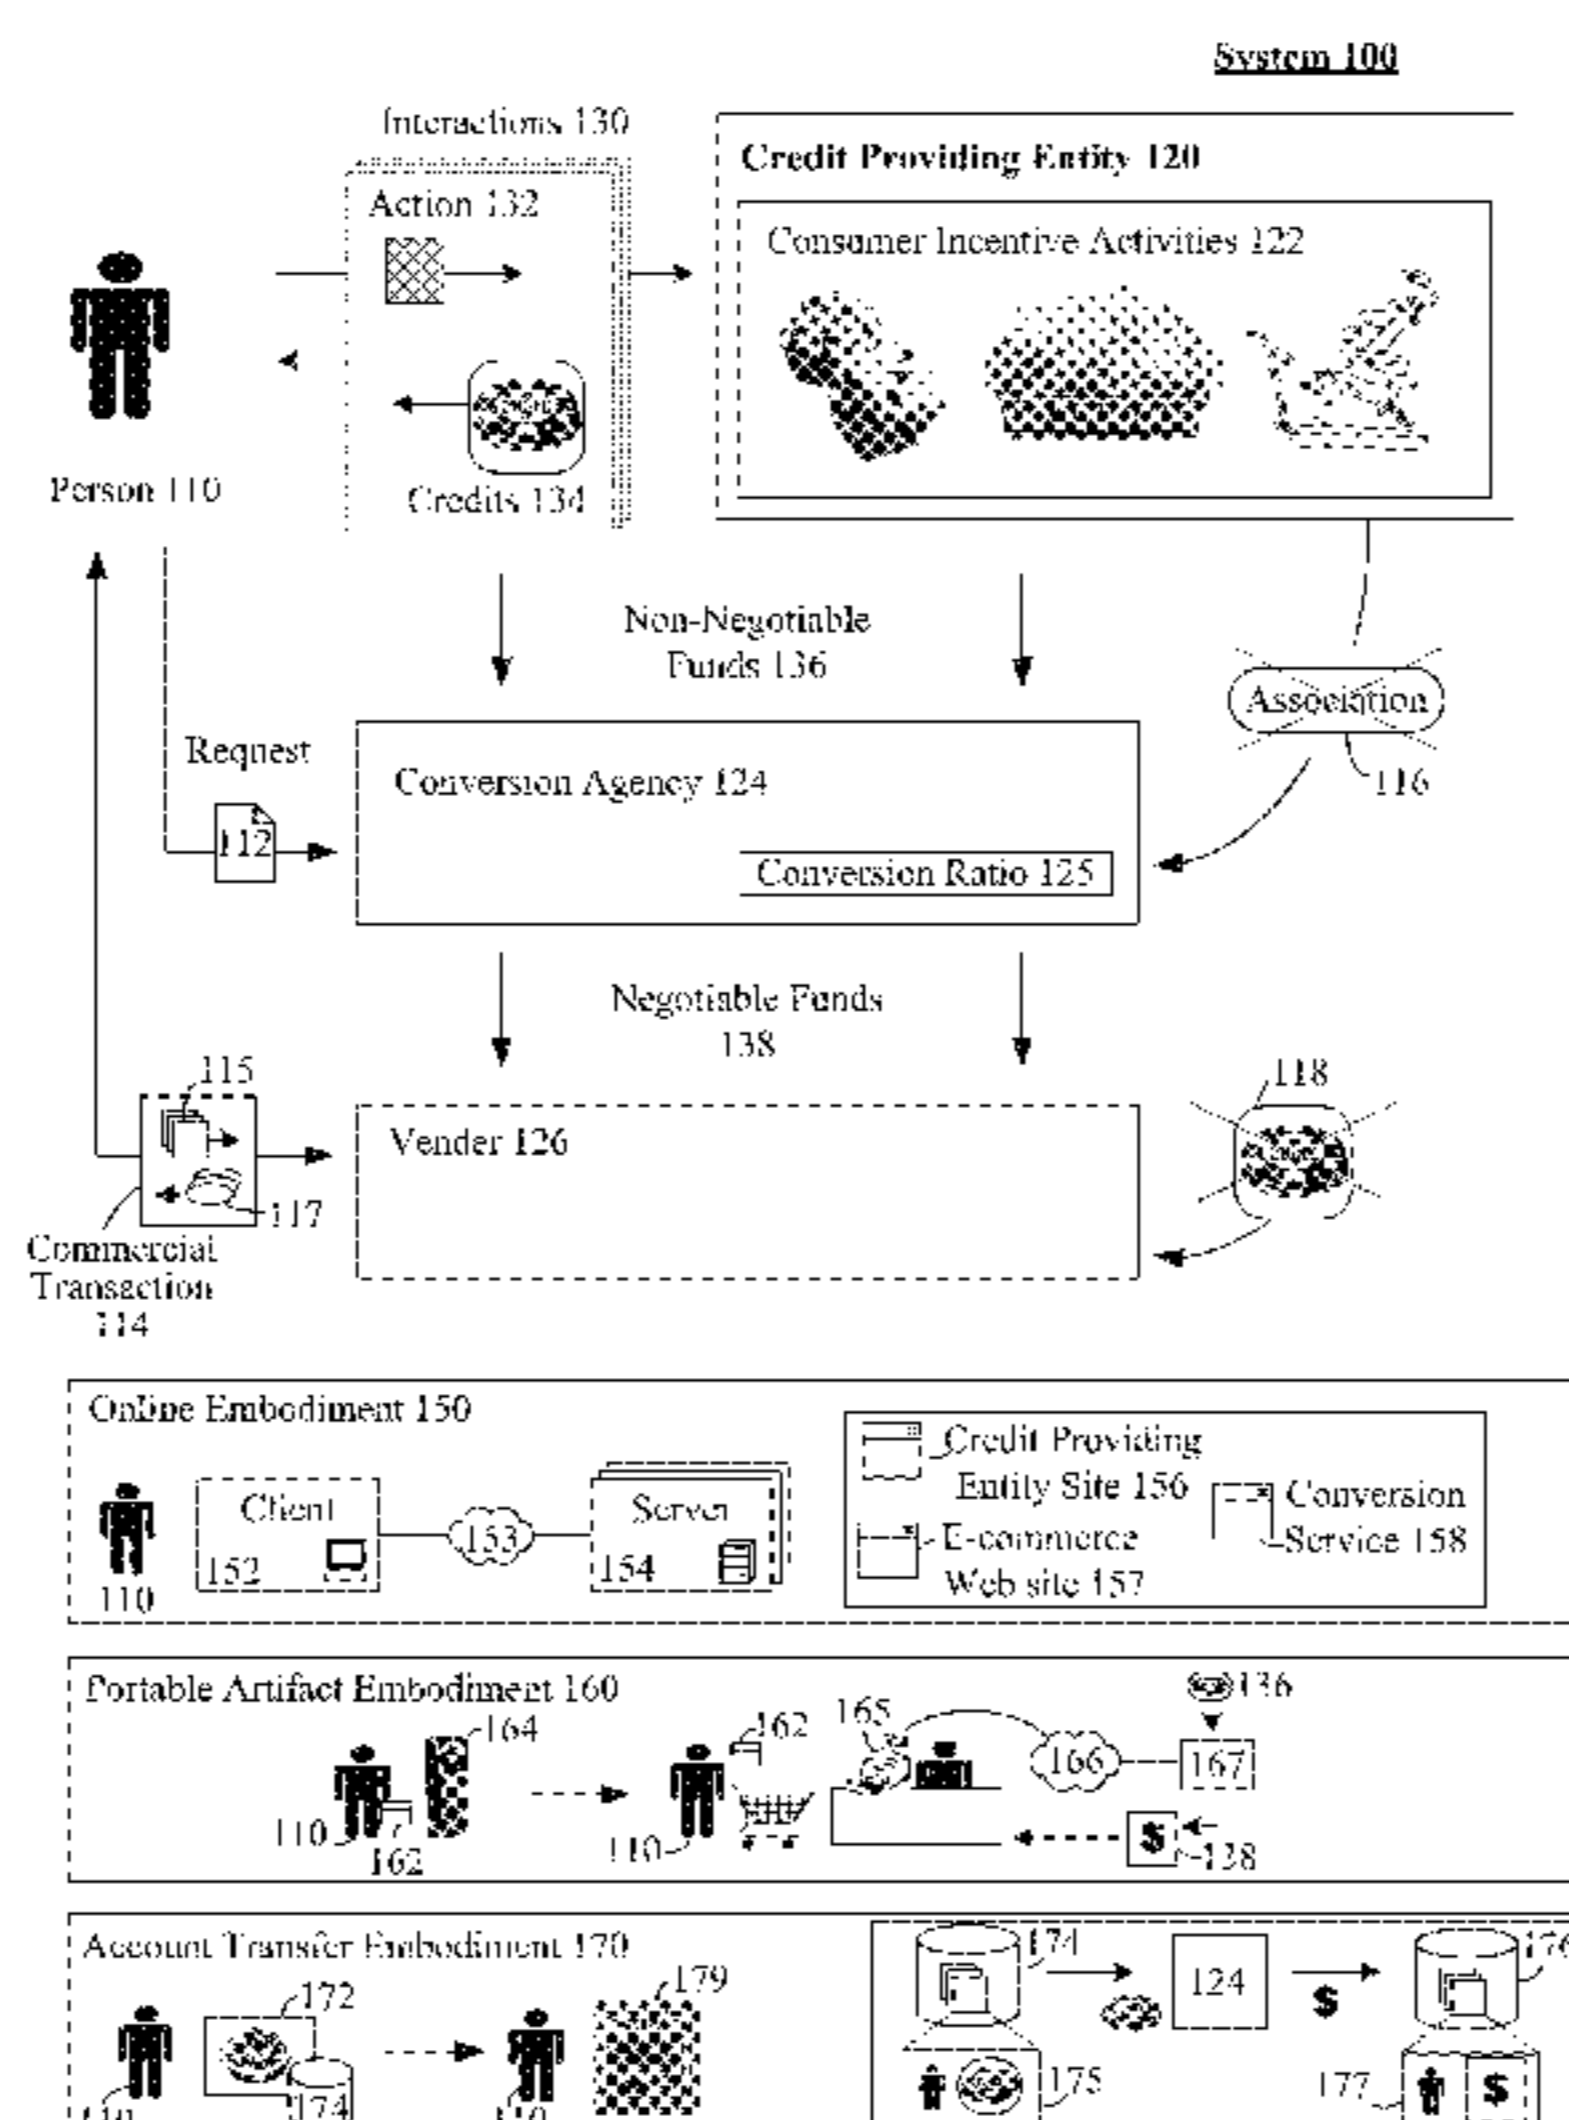 System 100
Interactions 130
Credit Providing Entity 120
Action 132
Consumer Incentive Activities 122
Person 110
Credits 134
Non-Negotiable
Funds 136
Association
116
Request
112
Conversion Agency 124
Conversion Ratio 125
Negotiable Funds
138
115
118
Vender 126
117
Commercial
Transaction
114
Online Embodiment 150
Credit Providing
Entity Site 156
Conversion
Service 158
E-commerce
Web site 157
Client
152
153
Server
154
110
Portable Artifact Embodiment 160
136
164
162
165
166
167
110
162
110
$
138
Account Transfer Embodiment 170
174
124
176
172
179
$
174
110
110
175
177
$